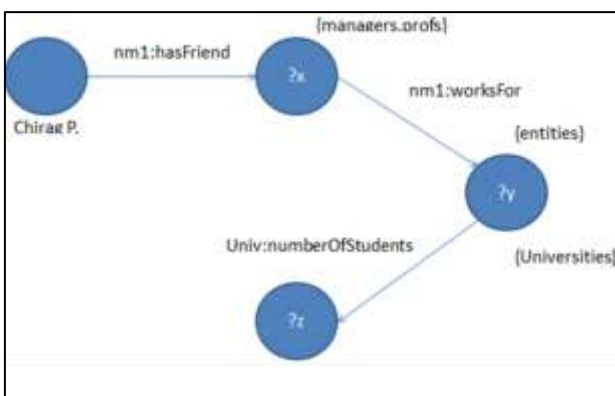 {managers,profs}
nm1:hasFriend
?x
nm1:worksFor
Chirag P.
{entities}
?y
Univ:numberOfStudents
{Universities}
?z